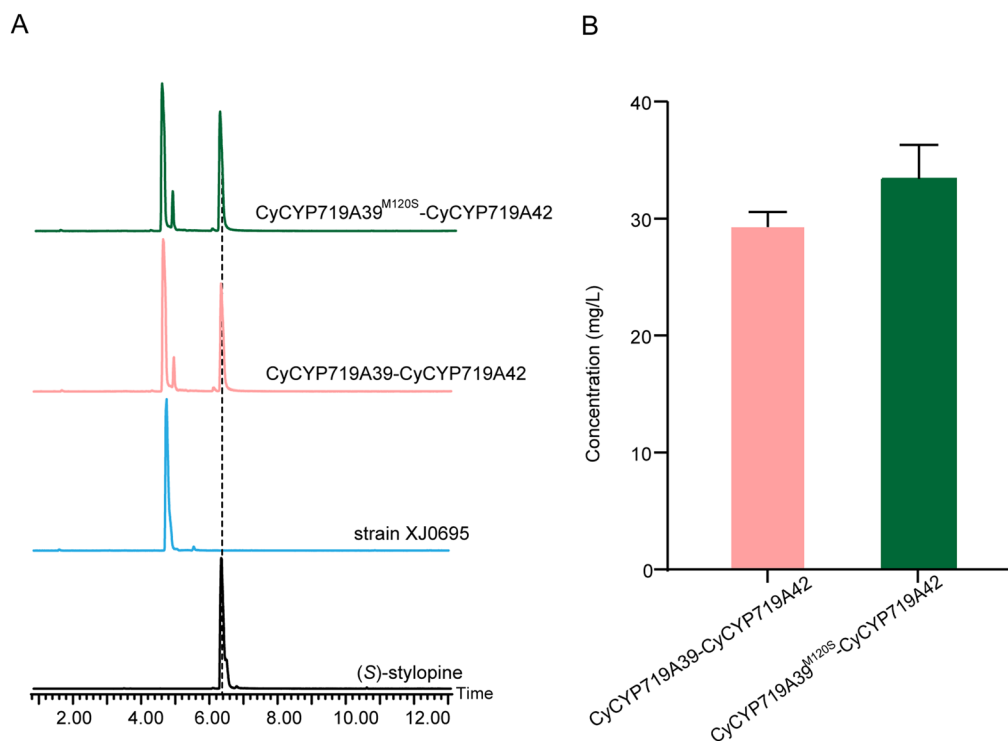 A
CyCYP719A39M120S-CyCYP719A42
CyCYP719A39-CyCYP719A42
strain XJ0695
(S)-stylopine
Time
2.00 4.00 6.00 8.00 10.00 12.00
B
Concentration (mg/L)
40
30
20
10
0
CyCYP719A39-CyCYP719A42
CyCYP719A39M120S-CyCYP719A42